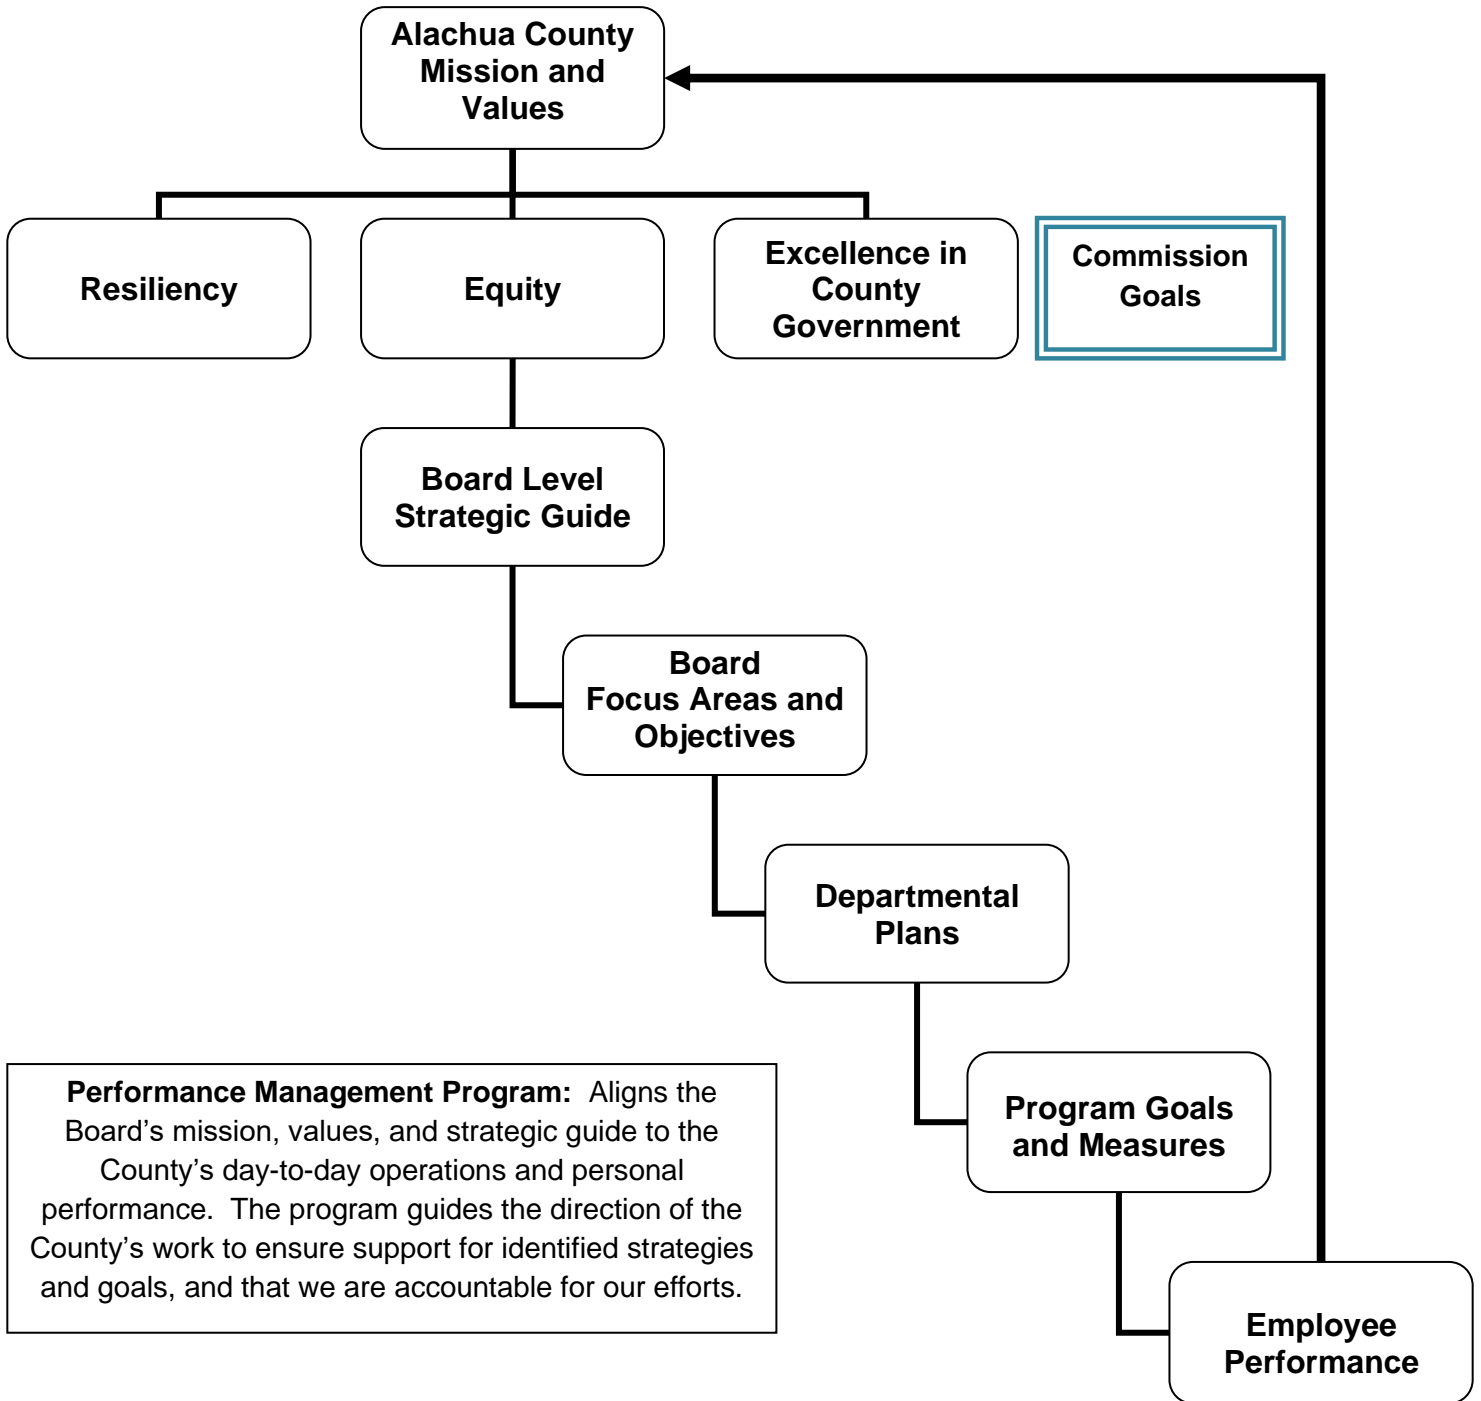 Alachua County
Mission and
Values
Resiliency
Equity
Excellence in
County
Government
Commission
Goals
Board Level
Strategic Guide
Board
Focus Areas and
Objectives
Departmental
Plans
Program Goals
and Measures
Employee
Performance
Performance Management Program:  Aligns the
Board’s mission, values, and strategic guide to the
County’s day-to-day operations and personal
performance.  The program guides the direction of the
County’s work to ensure support for identified strategies
and goals, and that we are accountable for our efforts.